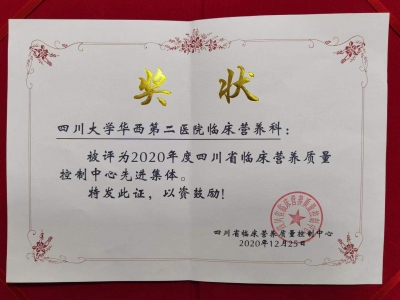 奖状
四川大学华西第二医院临床营养科：
被评为2020年度四川省临床营养质量
控制中心先进集体。
特发此证，以资鼓励！
四川省临床营养质量控制中心
2020年12月25日